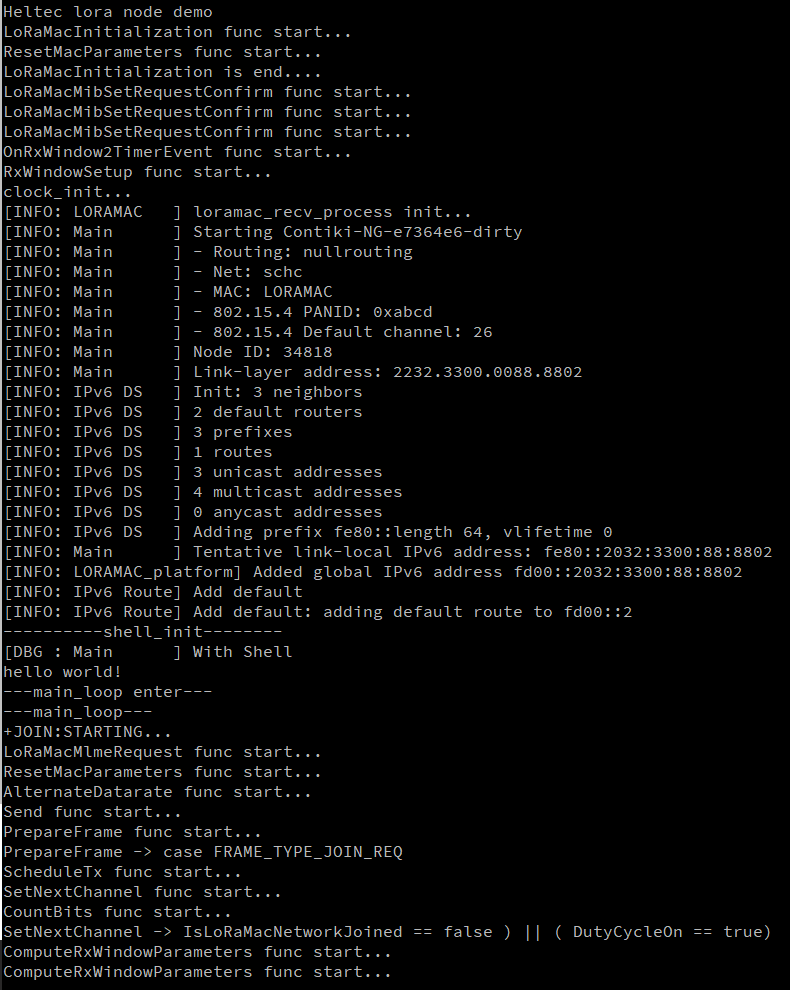 Heltec lora node demo
LoRaMacInitialization func start...
ResetMacParameters func start...
LoRaMacInitialization is end....
LoRaMacMibSetRequestConfirm func start...
LoRaMacMibSetRequestConfirm func start...
LoRaMacMibSetRequestConfirm func start...
OnRxWindow2TimerEvent func start...
RxWindowSetup func start...
clock_init...
[INFO: LORAMAC   ] loramac_recv_process init...
[INFO: Main      ] Starting Contiki-NG-e7364e6-dirty
[INFO: Main      ] - Routing: nullrouting
[INFO: Main      ] - Net: schc
[INFO: Main      ] - MAC: LORAMAC
[INFO: Main      ] - 802.15.4 PANID: 0xabcd
[INFO: Main      ] - 802.15.4 Default channel: 26
[INFO: Main      ] Node ID: 34818
[INFO: Main      ] Link-layer address: 2232.3300.0088.8802
[INFO: IPv6 DS   ] Init: 3 neighbors
[INFO: IPv6 DS   ] 2 default routers
[INFO: IPv6 DS   ] 3 prefixes
[INFO: IPv6 DS   ] 1 routes
[INFO: IPv6 DS   ] 3 unicast addresses
[INFO: IPv6 DS   ] 4 multicast addresses
[INFO: IPv6 DS   ] 0 anycast addresses
[INFO: IPv6 DS   ] Adding prefix fe80::length 64, vlifetime 0
[INFO: Main      ] Tentative link-local IPv6 address: fe80::2032:3300:88:8802
[INFO: LORAMAC_platform] Added global IPv6 address fd00::2032:3300:88:8802
[INFO: IPv6 Route] Add default
[INFO: IPv6 Route] Add default: adding default route to fd00::2
----------shell_init--------
[DBG : Main      ] With Shell
hello world!
---main_loop enter---
---main_loop---
+JOIN:STARTING...
LoRaMacMlmeRequest func start...
ResetMacParameters func start...
AlternateDatarate func start...
Send func start...
PrepareFrame func start...
PrepareFrame -> case FRAME_TYPE_JOIN_REQ
ScheduleTx func start...
SetNextChannel func start...
CountBits func start...
SetNextChannel -> IsLoRaMacNetworkJoined == false ) || ( DutyCycleOn == true)
ComputeRxWindowParameters func start...
ComputeRxWindowParameters func start...